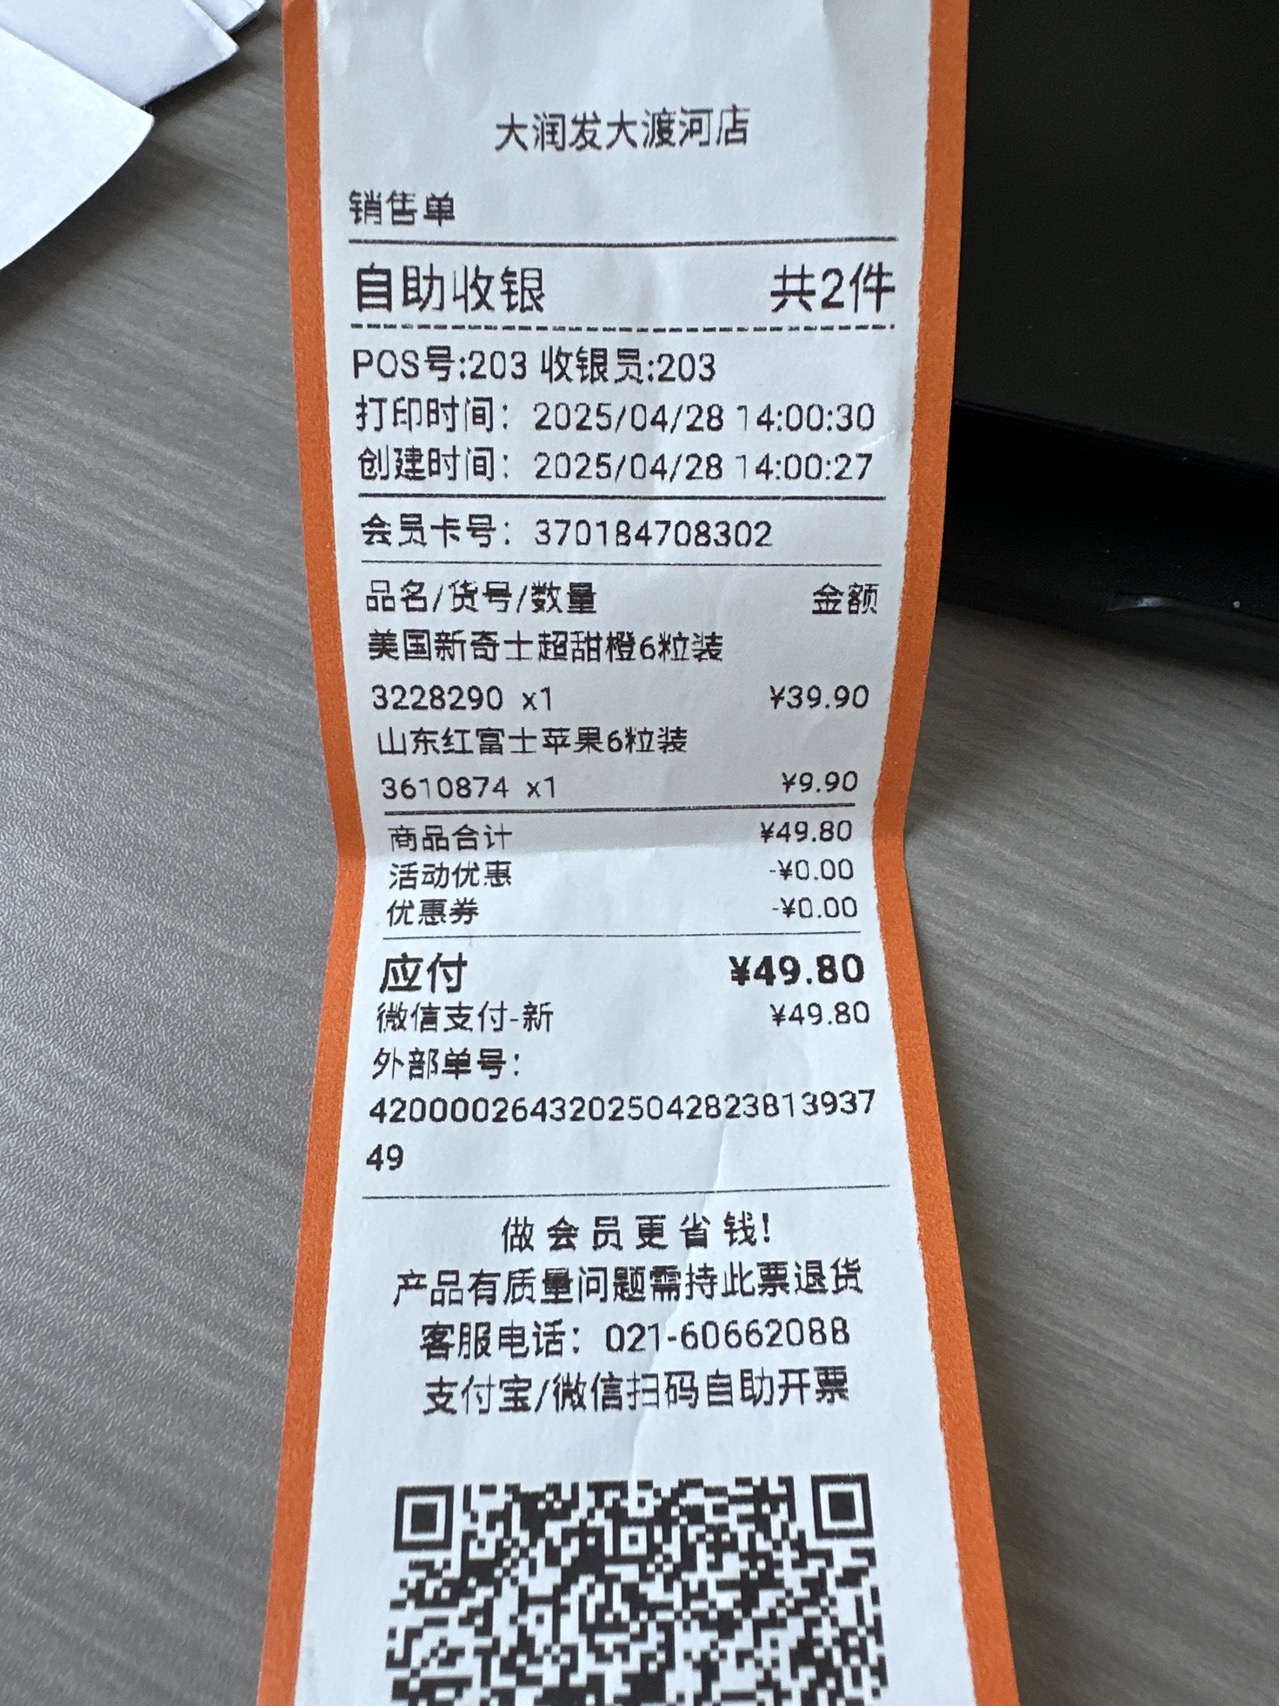 大润发大渡河店
销售单
自助收银 共2件
POS号:203 收银员:203
打印时间: 2025/04/28 14:00:30
创建时间: 2025/04/28 14:00:27
会员卡号: 370184708302
品名/货号/数量 金额
美国新奇士超甜橙6粒装
3228290 x1 ¥39.90
山东红富士苹果6粒装
3610874 x1 ¥9.90
商品合计 ¥49.80
活动优惠 -¥0.00
优惠券 -¥0.00
应付 ¥49.80
微信支付-新 ¥49.80
外部单号:
42000026432025042823813937
49
做会员更省钱!
产品有质量问题需持此票退货
客服电话: 021-60662088
支付宝/微信扫码自助开票